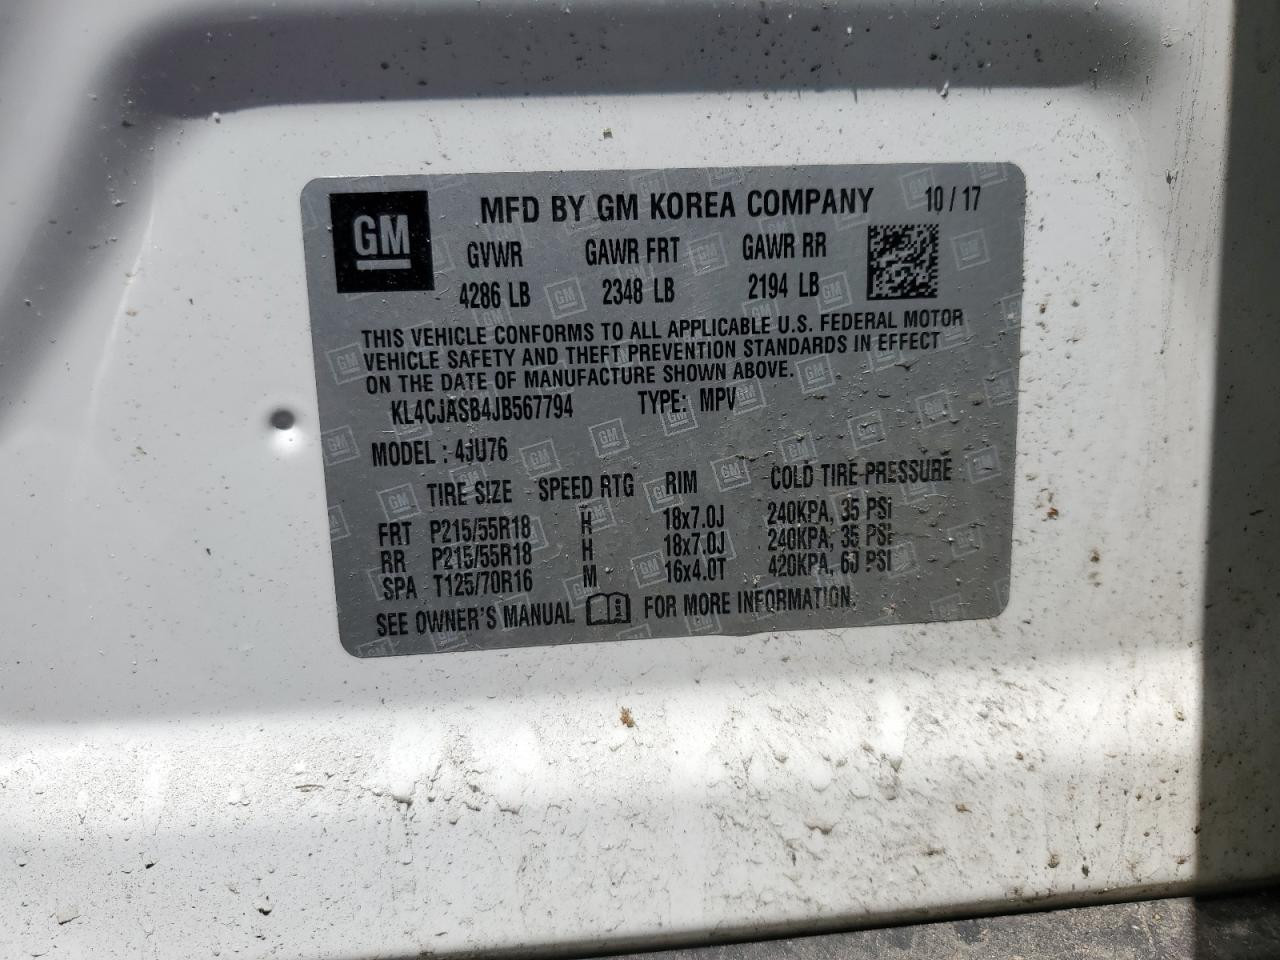 GM
MFD BY GM KOREA COMPANY 10/17
GVWR GAWR FRT GAWR RR
4286 LB 2348 LB 2194 LB
THIS VEHICLE CONFORMS TO ALL APPLICABLE U.S. FEDERAL MOTOR
VEHICLE SAFETY AND THEFT PREVENTION STANDARDS IN EFFECT
ON THE DATE OF MANUFACTURE SHOWN ABOVE.
KL4CJASB4JB567794 TYPE: MPV
MODEL : 4JU76
TIRE SIZE SPEED RTG RIM COLD TIRE PRESSURE
FRT P215/55R18 H 18x7.0J 240KPA, 35 PSI
RR P215/55R18 H 18x7.0J 240KPA, 35 PSI
SPA T125/70R16 M 16x4.0T 420KPA, 60 PSI
SEE OWNER'S MANUAL FOR MORE INFORMATION.